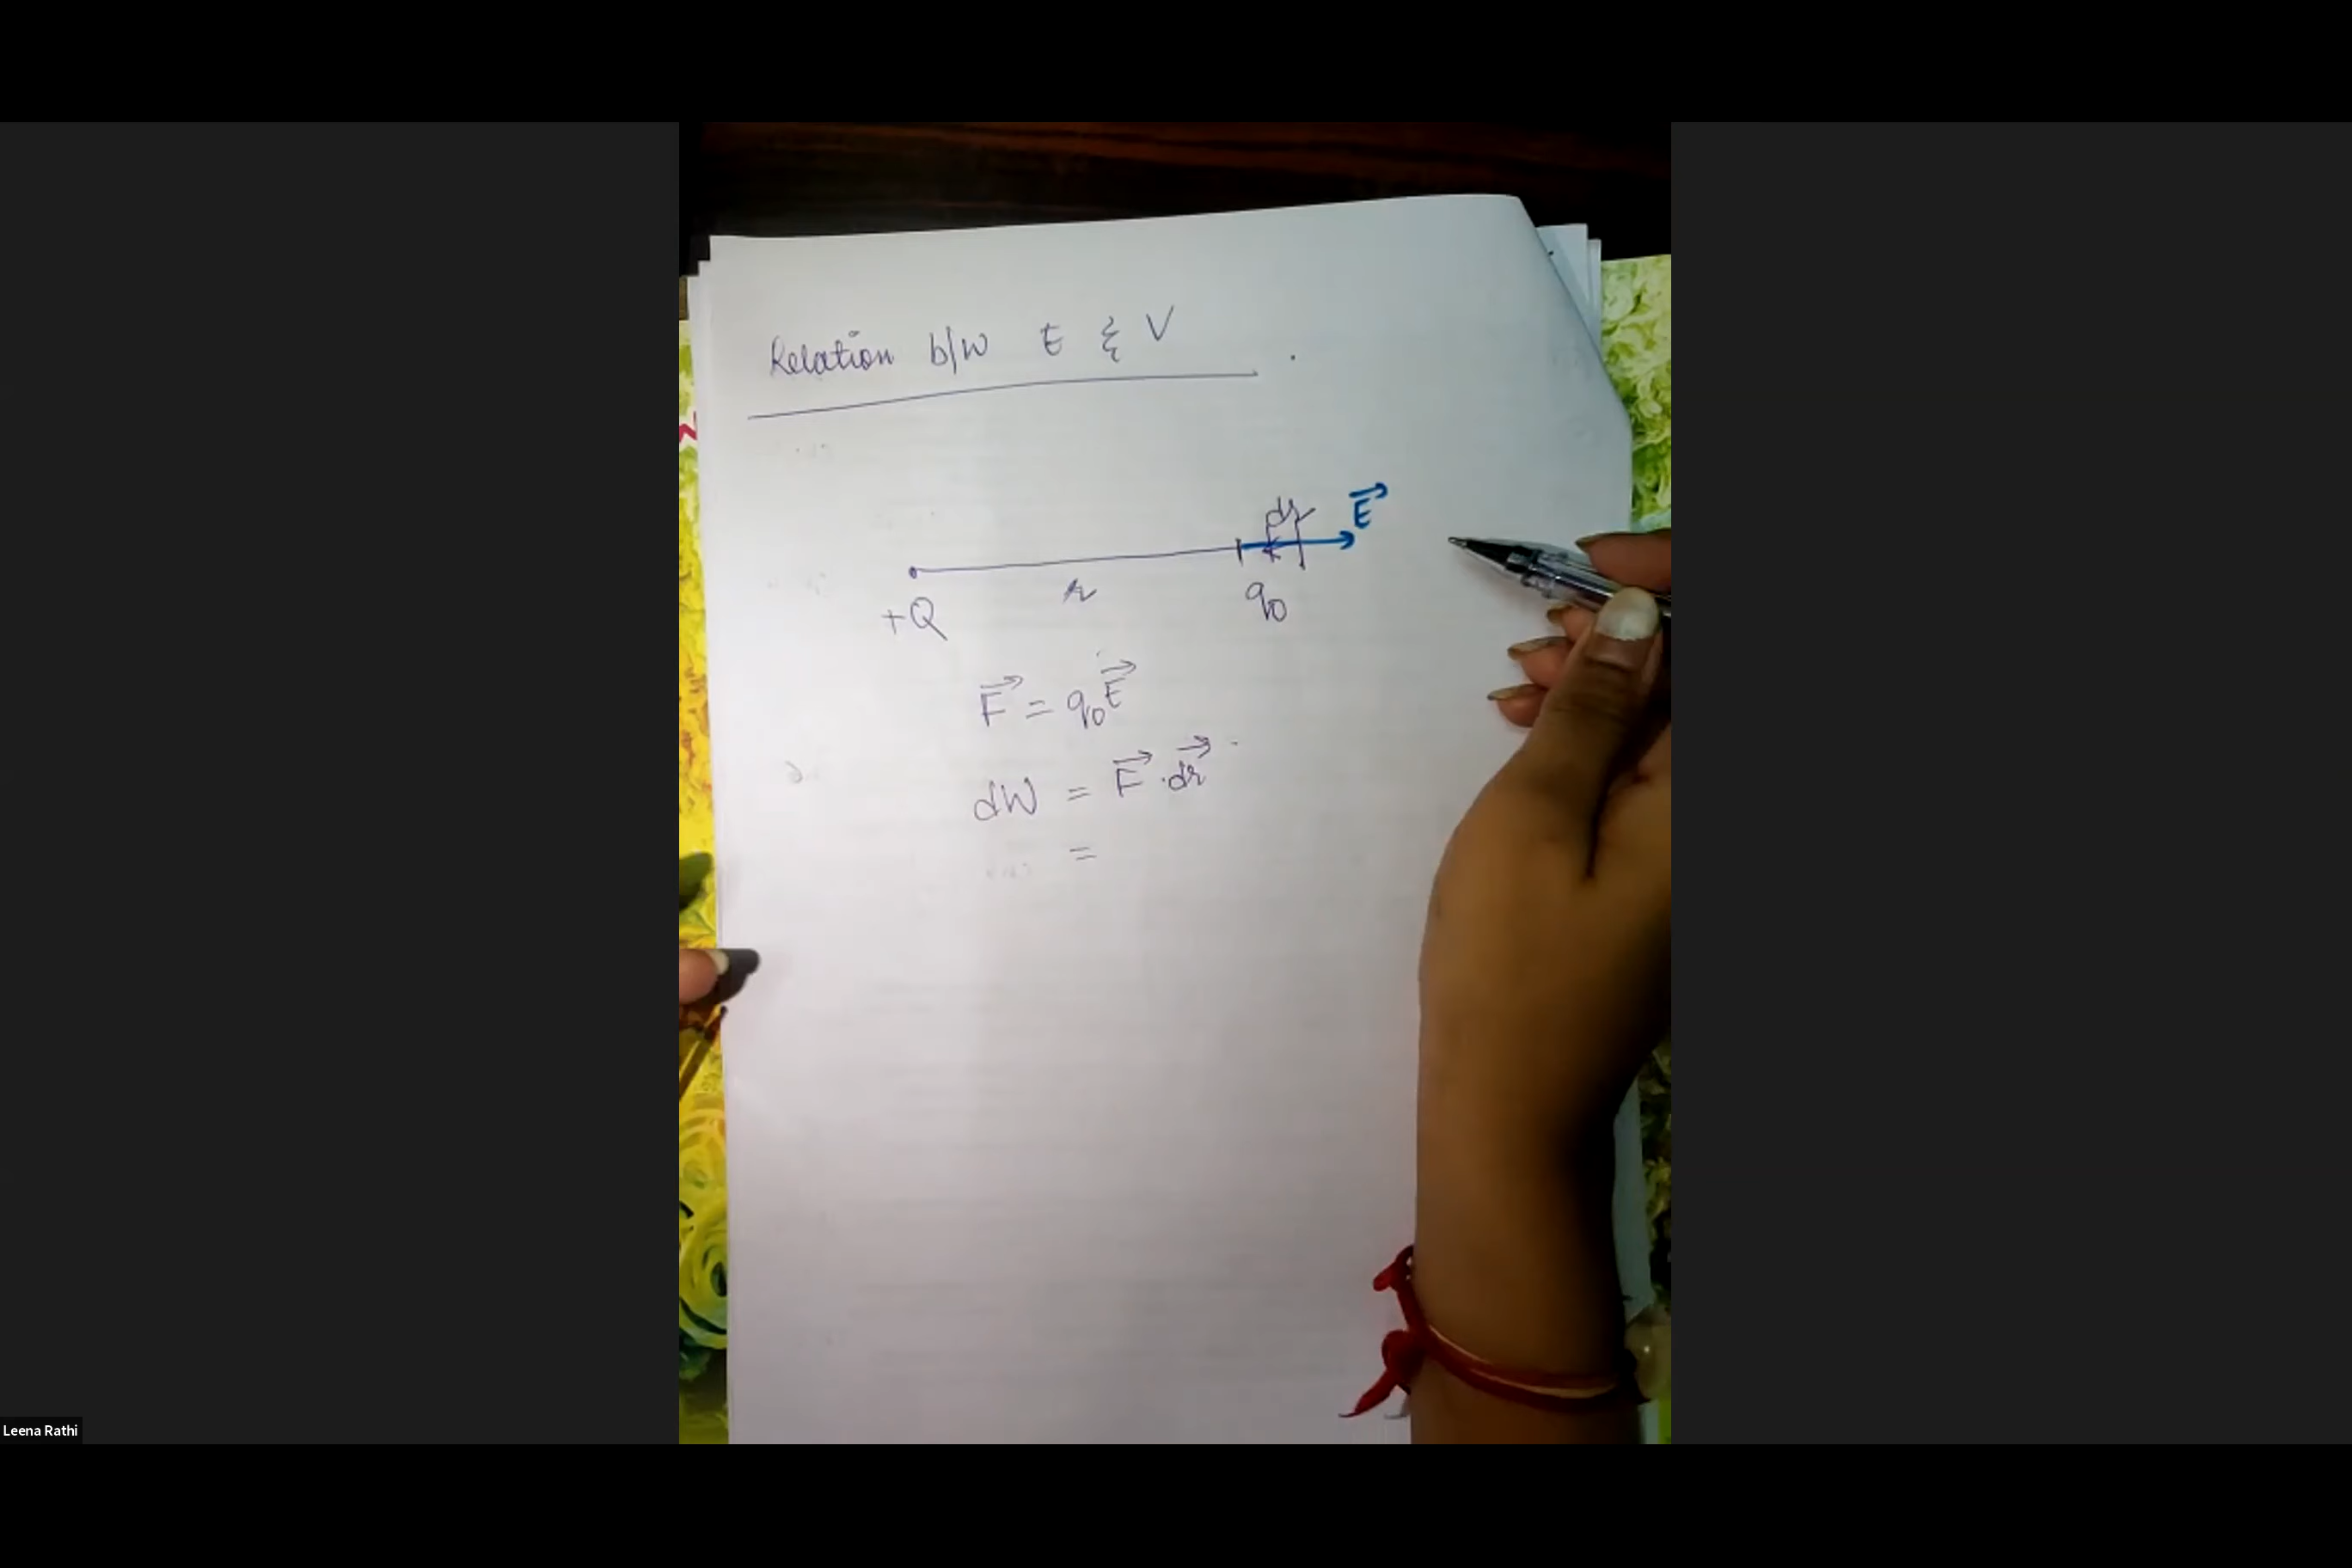 Relation b/w E & V
dr
E⃗
+Q
r
q₀
F⃗ = q₀E⃗
dW = F⃗ · dr⃗
=
Leena Rathi